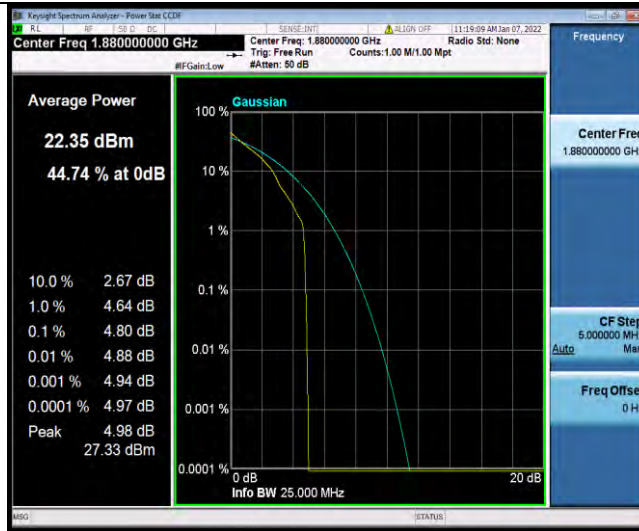 Keysight Spectrum Analyzer - Power Stat CCDF
RL RF 50 Ω DC SENSE:INT ALIGN OFF 11:19:09 AM Jan 07, 2022
Center Freq 1.880000000 GHz
Center Freq: 1.880000000 GHz Radio Std: None
Trig: Free Run Counts:1.00 M/1.00 Mpt
#IFGain:Low #Atten: 50 dB
Frequency
Average Power
22.35 dBm
44.74 % at 0dB
10.0 % 2.67 dB
1.0 % 4.64 dB
0.1 % 4.80 dB
0.01 % 4.88 dB
0.001 % 4.94 dB
0.0001 % 4.97 dB
Peak 4.98 dB
27.33 dBm
Gaussian
100 %
10 %
1 %
0.1 %
0.01 %
0.001 %
0.0001 %
0 dB 20 dB
Info BW 25.000 MHz
Center Fre
1.880000000 GH
CF Step
5.000000 MH
Auto Ma
Freq Offse
0 H
MSG STATUS